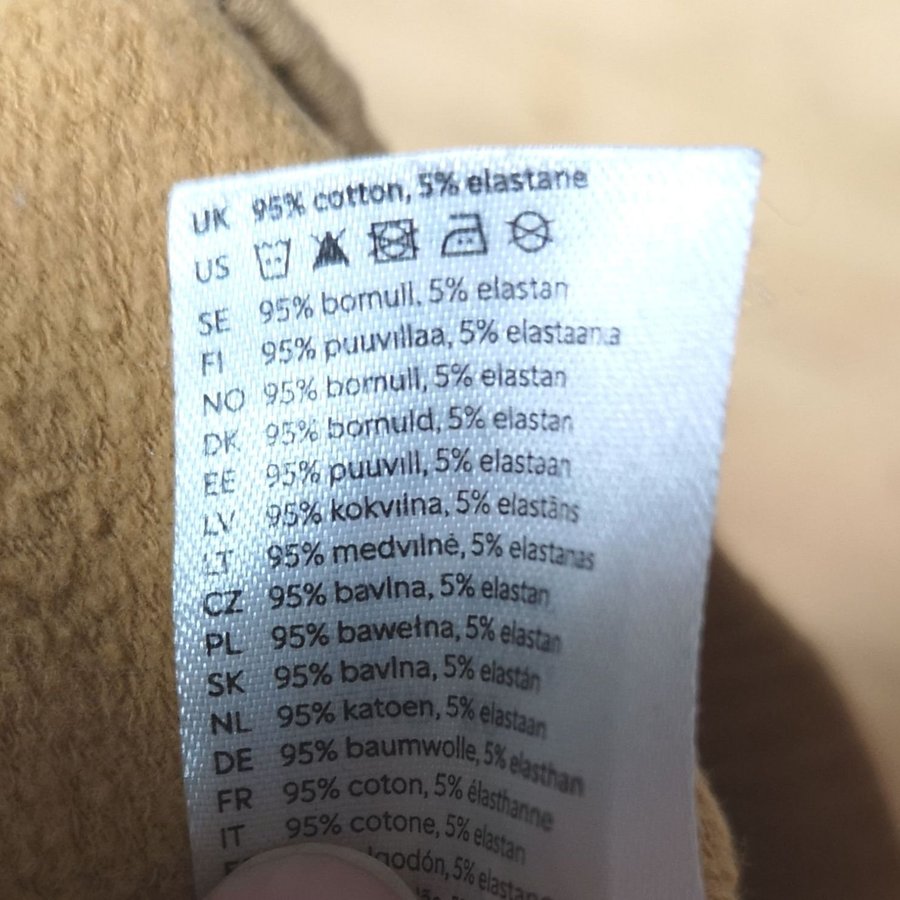 UK 95% cotton, 5% elastane
US
SE 95% bomull, 5% elastan
FI 95% puuvillaa, 5% elastaania
NO 95% bomull, 5% elastan
DK 95% bomuld, 5% elastan
EE 95% puuvill, 5% elastaan
LV 95% kokvilna, 5% elastāns
LT 95% medvilnė, 5% elastanas
CZ 95% bavlna, 5% elastan
PL 95% bawełna, 5% elastan
SK 95% bavlna, 5% elastán
NL 95% katoen, 5% elastaan
DE 95% baumwolle, 5% elasthan
FR 95% coton, 5% élasthanne
IT 95% cotone, 5% elastan
5%